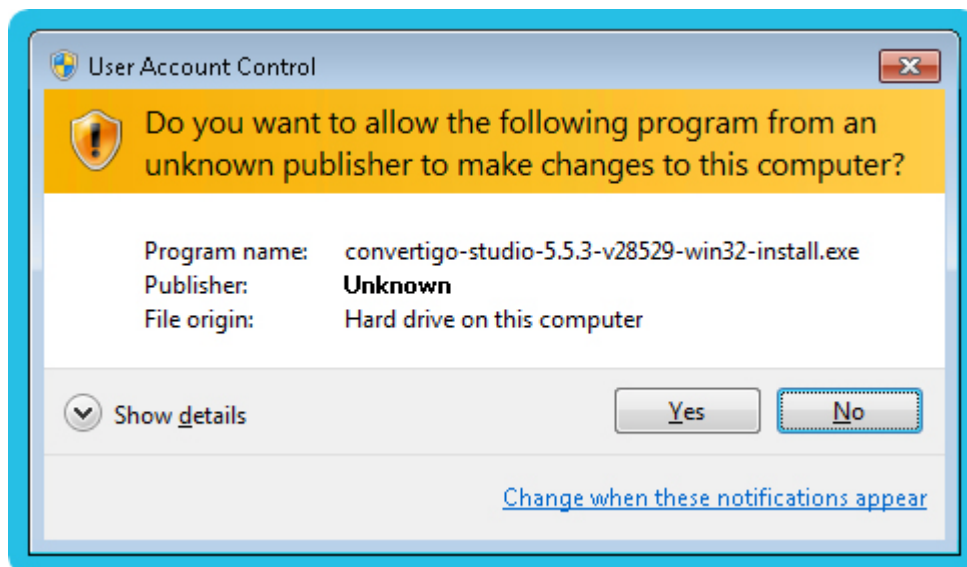 User Account Control
Do you want to allow the following program from an
unknown publisher to make changes to this computer?
Program name: convertigo-studio-5.5.3-v28529-win32-install.exe
Publisher: Unknown
File origin: Hard drive on this computer
Show details
Yes
No
Change when these notifications appear